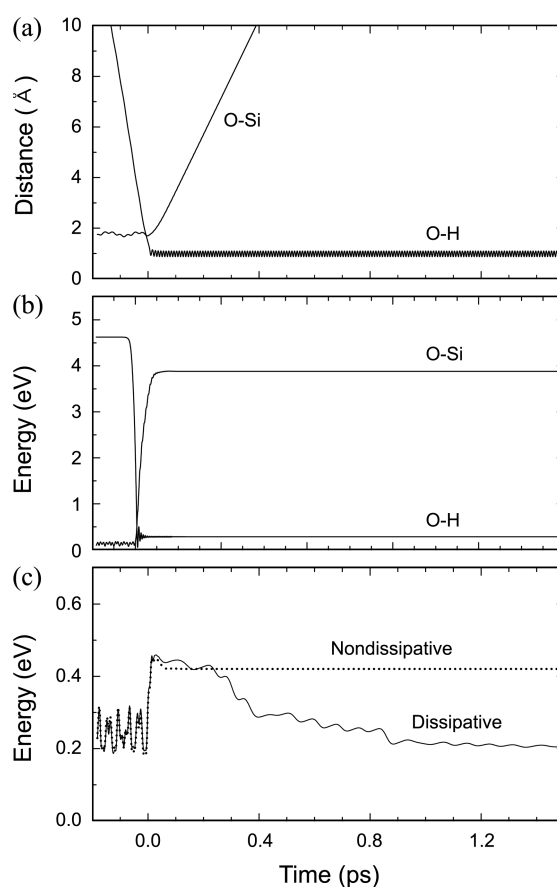 (a)
10
8
6
4
2
0
Distance (Å)
O-Si
O-H
(b)
5
4
3
2
1
0
Energy (eV)
O-Si
O-H
(c)
0.6
0.4
0.2
0.0
Energy (eV)
Nondissipative
Dissipative
0.0 0.4 0.8 1.2
Time (ps)